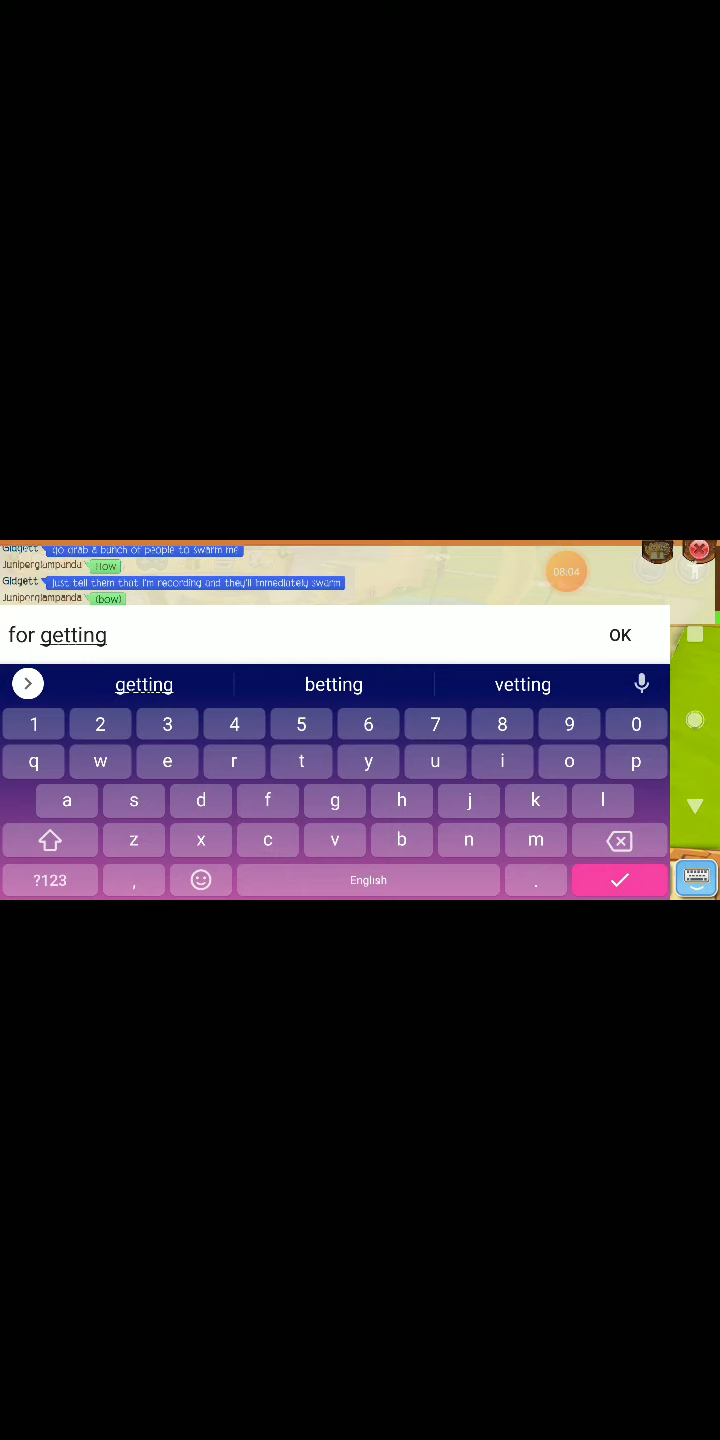 Gidgett go grab a bunch of people to swarm me
Juniperglampanda How
Gidgett just tell them that I'm recording and they'll immediately swarm
Juniperglampanda (bow)
08:04
for getting OK
getting betting vetting
1 2 3 4 5 6 7 8 9 0
q w e r t y u i o p
a s d f g h j k l
z x c v b n m
?123 , English .